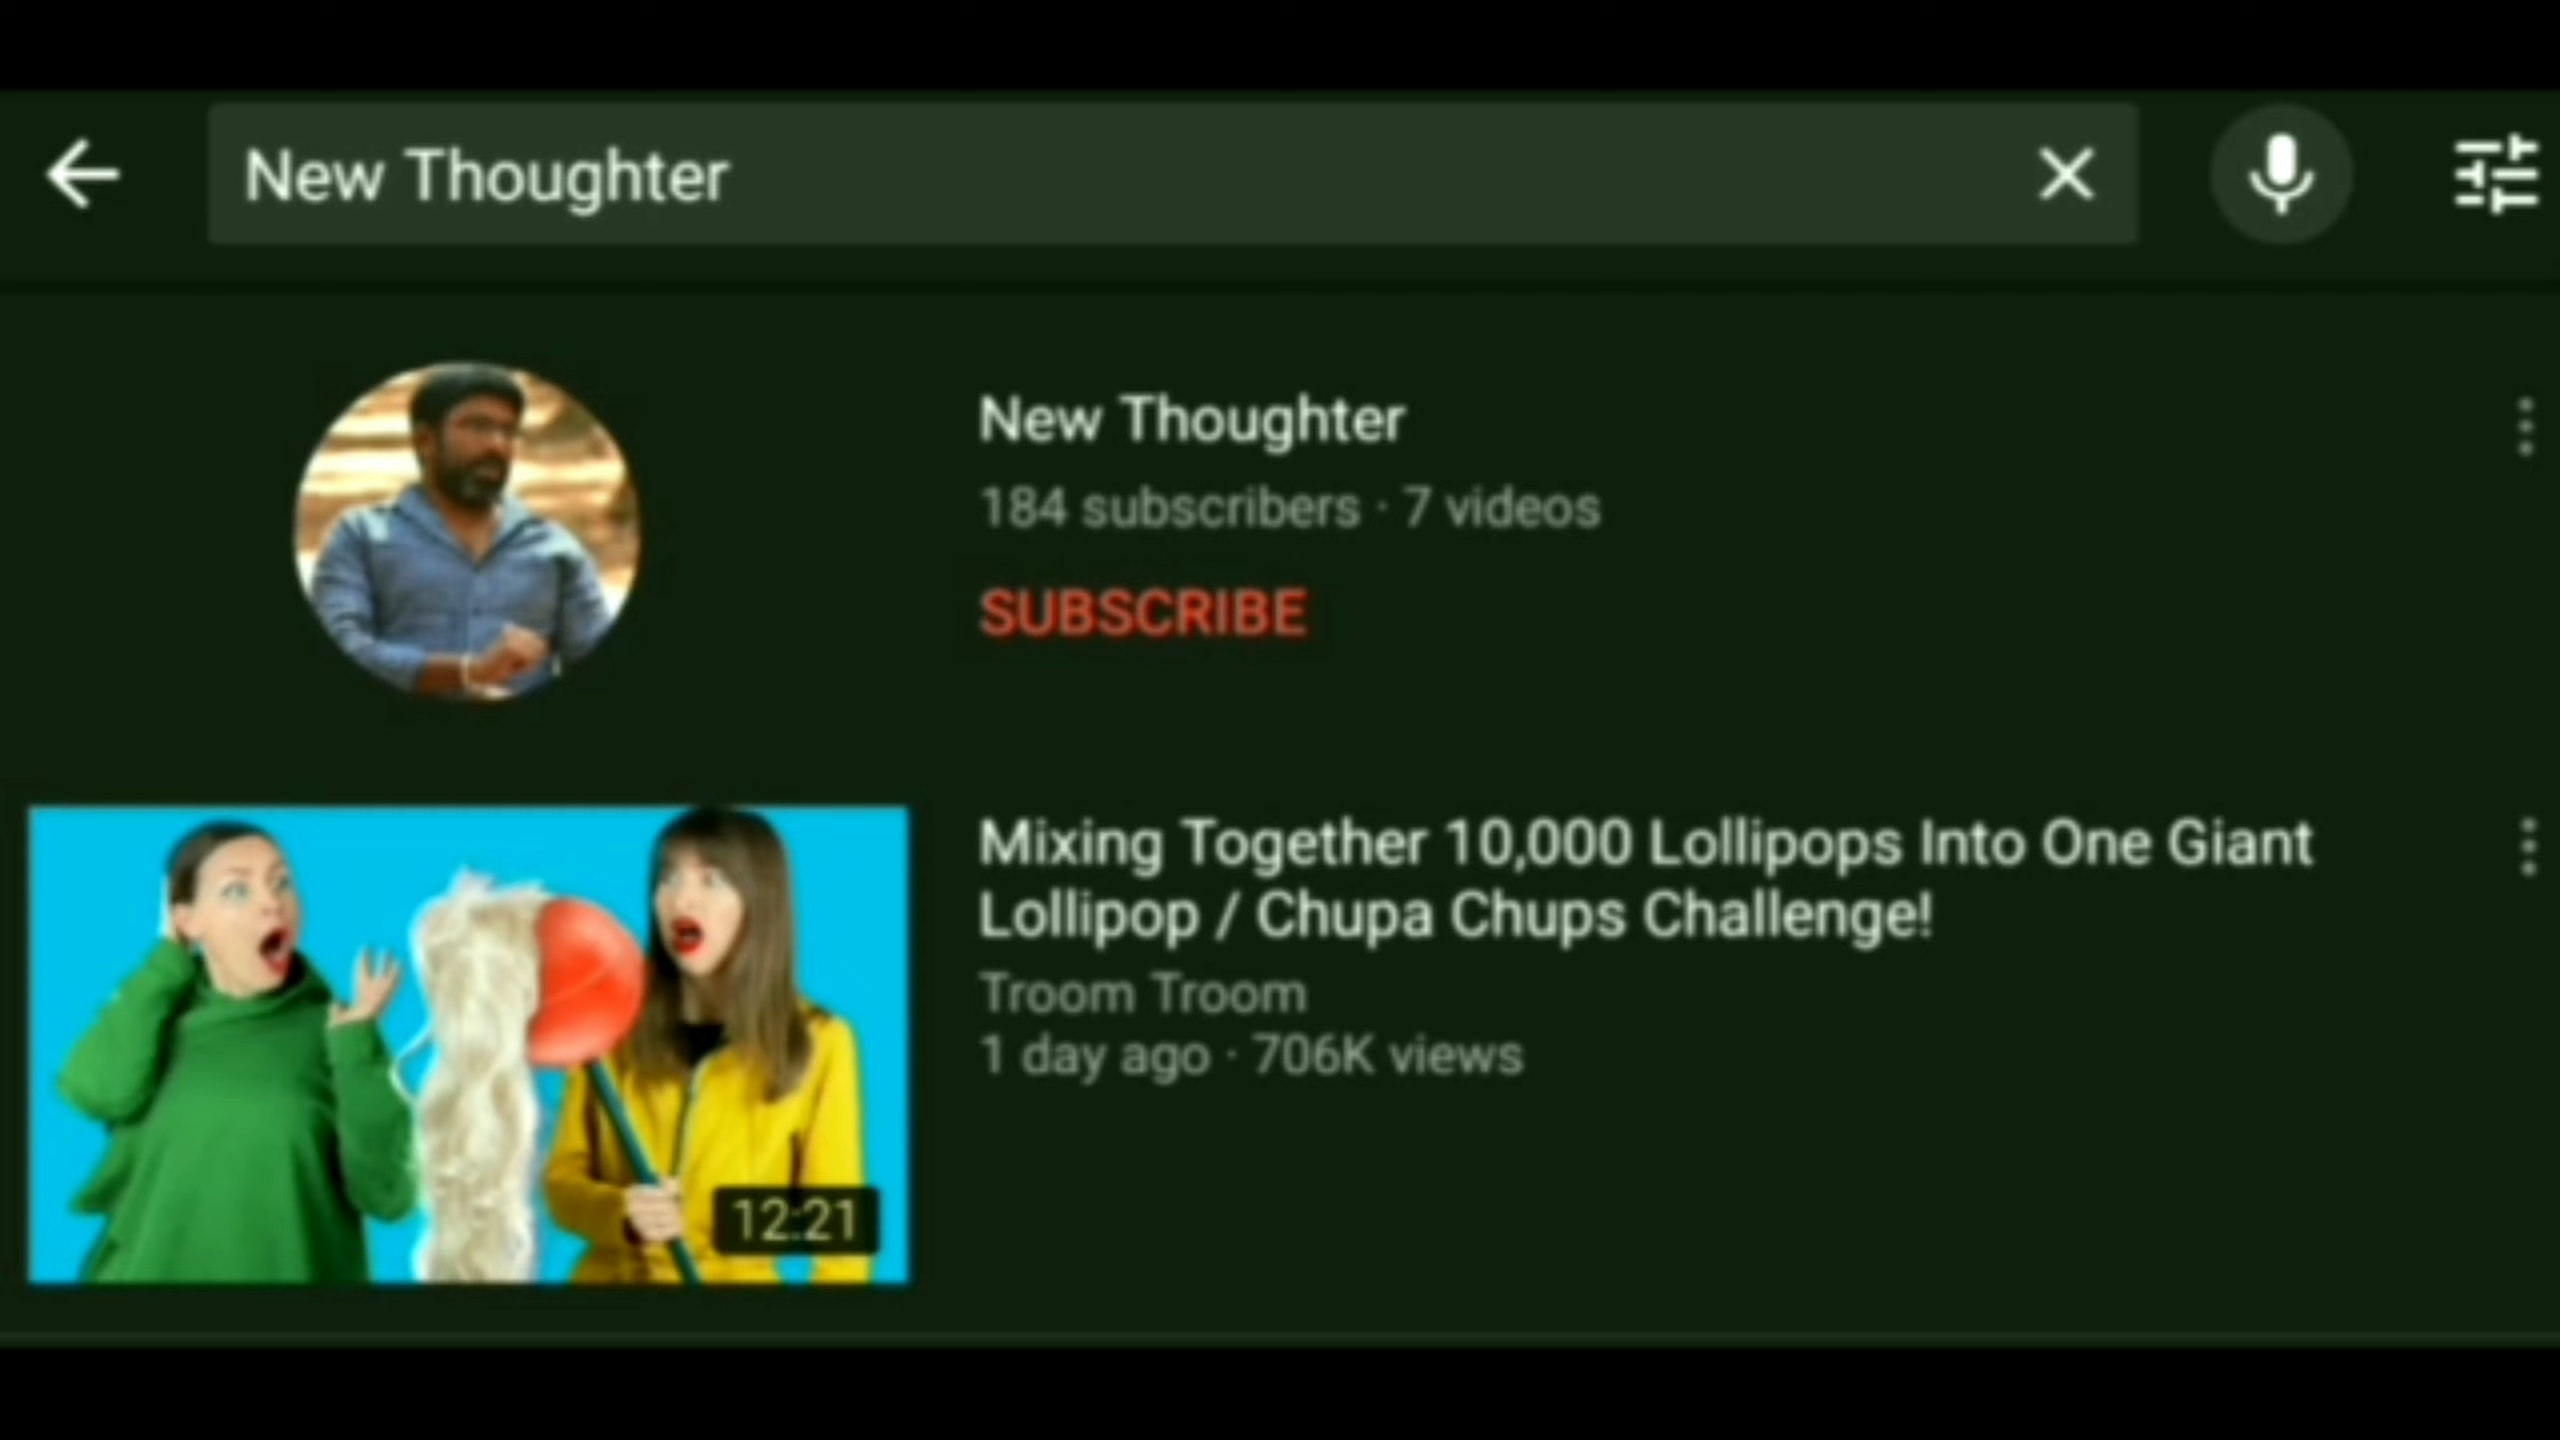 New Thoughter
New Thoughter
184 subscribers · 7 videos
SUBSCRIBE
Mixing Together 10,000 Lollipops Into One Giant
Lollipop / Chupa Chups Challenge!
Troom Troom
1 day ago · 706K views
12:21